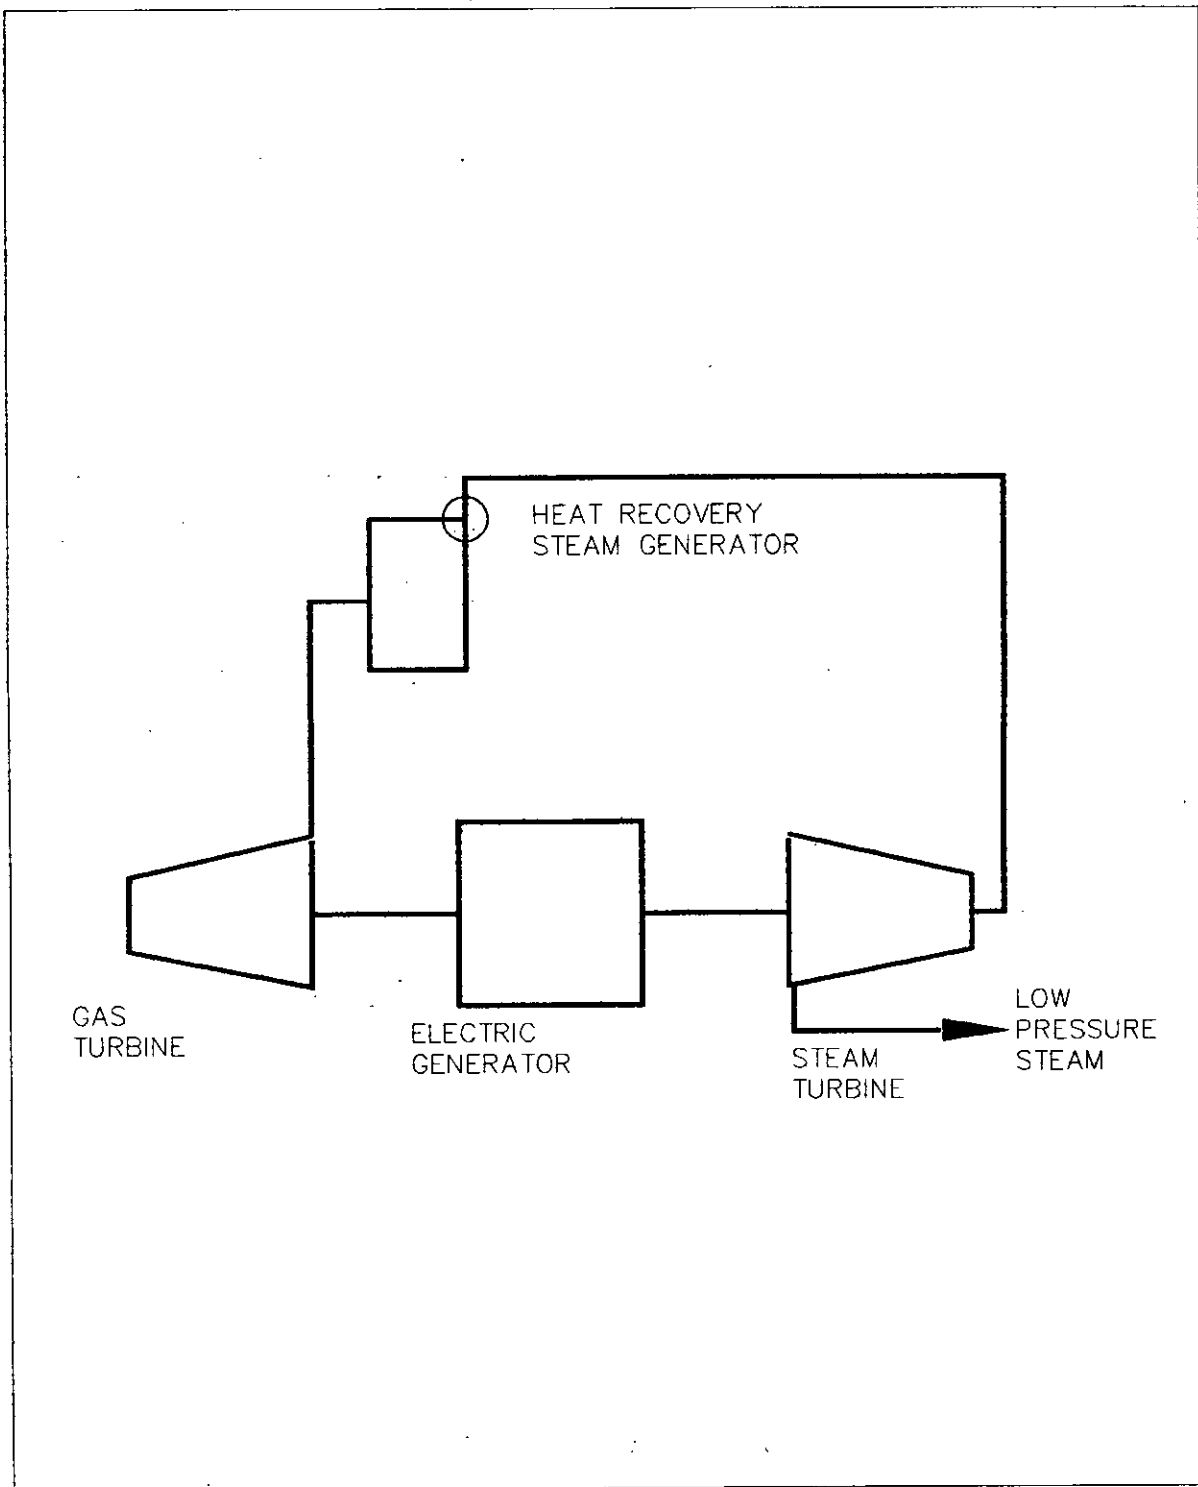 HEAT RECOVERY
STEAM GENERATOR
GAS
TURBINE
ELECTRIC
GENERATOR
STEAM
TURBINE
LOW
PRESSURE
STEAM